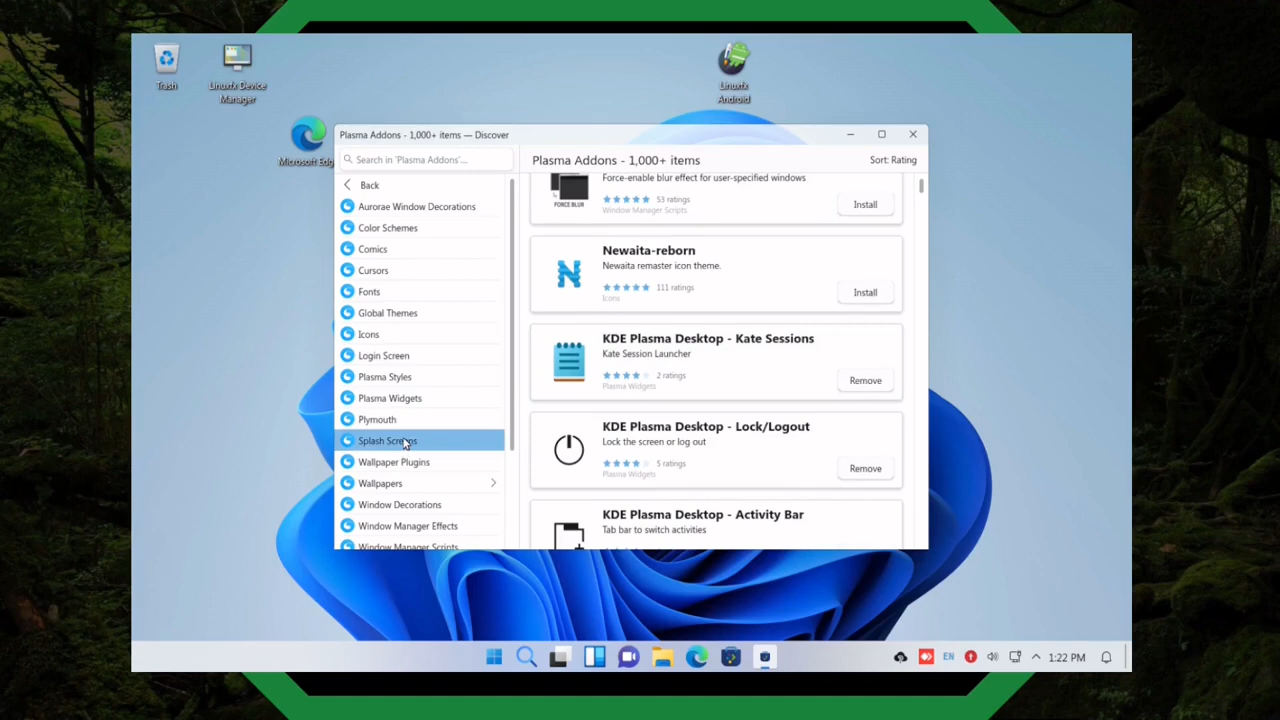 Trash
Linuxfx Device
Manager
Linuxfx
Android
Microsoft Edg
Plasma Addons - 1,000+ items — Discover
Search in 'Plasma Addons'...
Back
Aurorae Window Decorations
Color Schemes
Comics
Cursors
Fonts
Global Themes
Icons
Login Screen
Plasma Styles
Plasma Widgets
Plymouth
Splash Screens
Wallpaper Plugins
Wallpapers
Window Decorations
Window Manager Effects
Window Manager Scripts
Plasma Addons - 1,000+ items
Sort: Rating
FORCE BLUR
Force-enable blur effect for user-specified windows
53 ratings
Window Manager Scripts
Install
Newaita-reborn
Newaita remaster icon theme.
111 ratings
Icons
Install
KDE Plasma Desktop - Kate Sessions
Kate Session Launcher
2 ratings
Plasma Widgets
Remove
KDE Plasma Desktop - Lock/Logout
Lock the screen or log out
5 ratings
Plasma Widgets
Remove
KDE Plasma Desktop - Activity Bar
Tab bar to switch activities
EN
1:22 PM